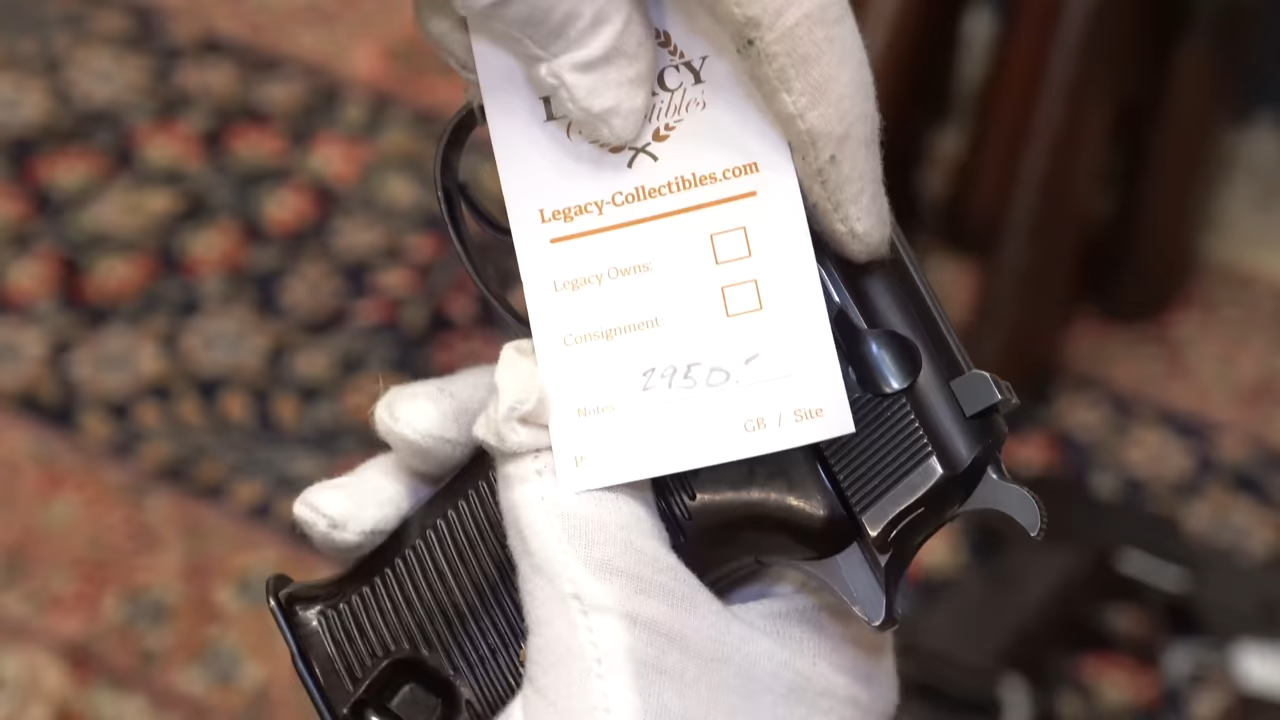 Legacy-Collectibles.com
Legacy Owns:
Consignment:
2950.-
Notes
GB / Site